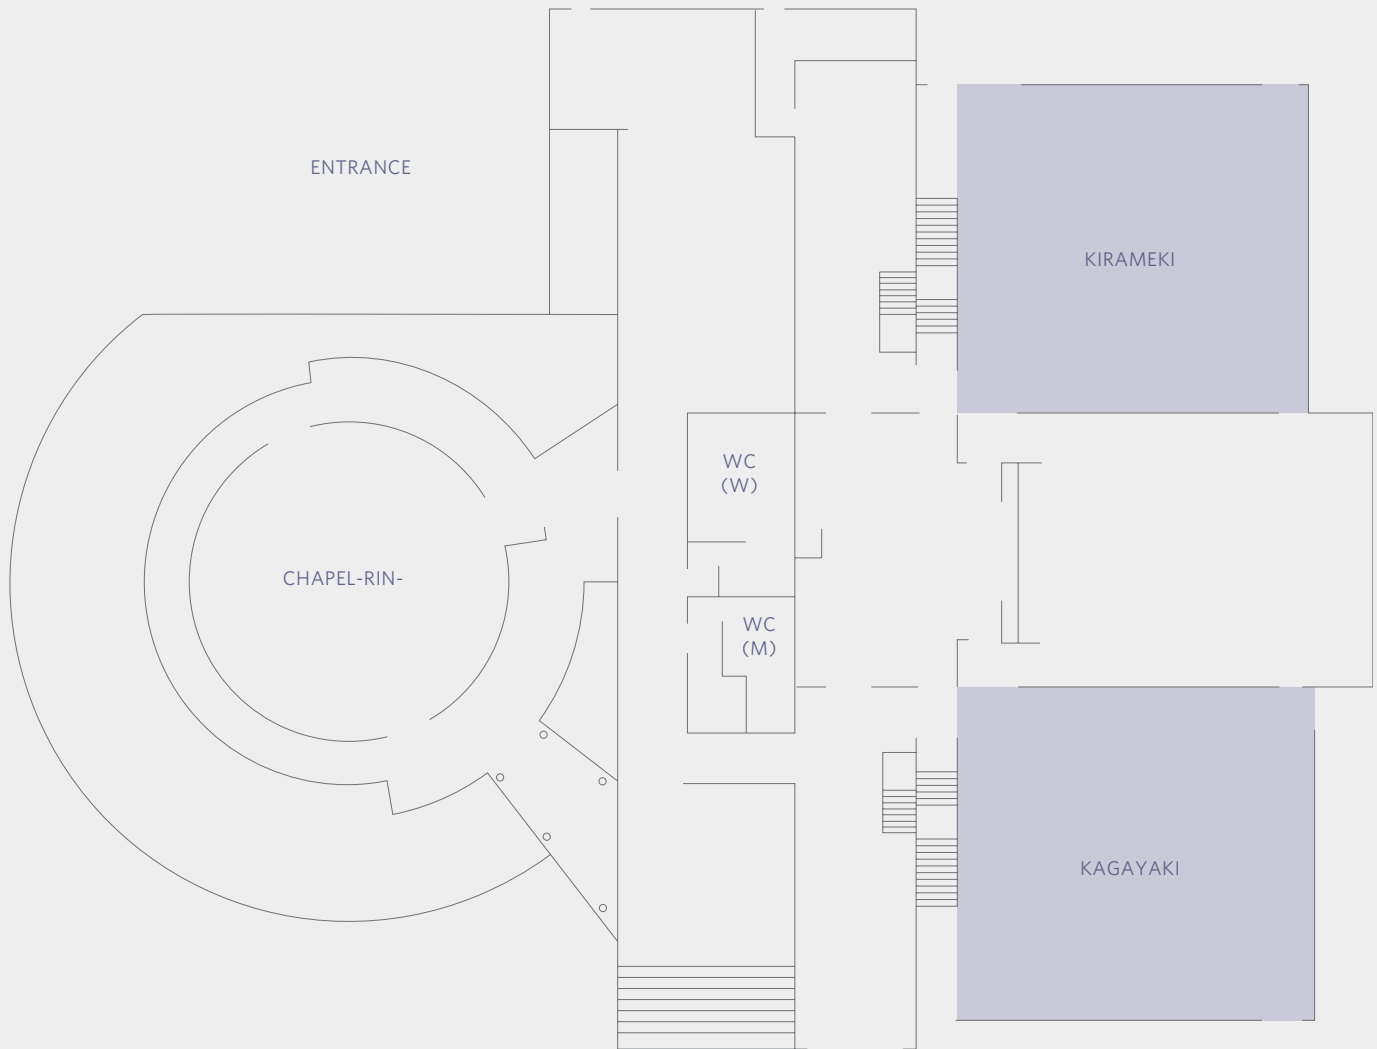 ENTRANCE
KIRAMEKI
WC
(W)
CHAPEL-RIN-
WC
(M)
KAGAYAKI